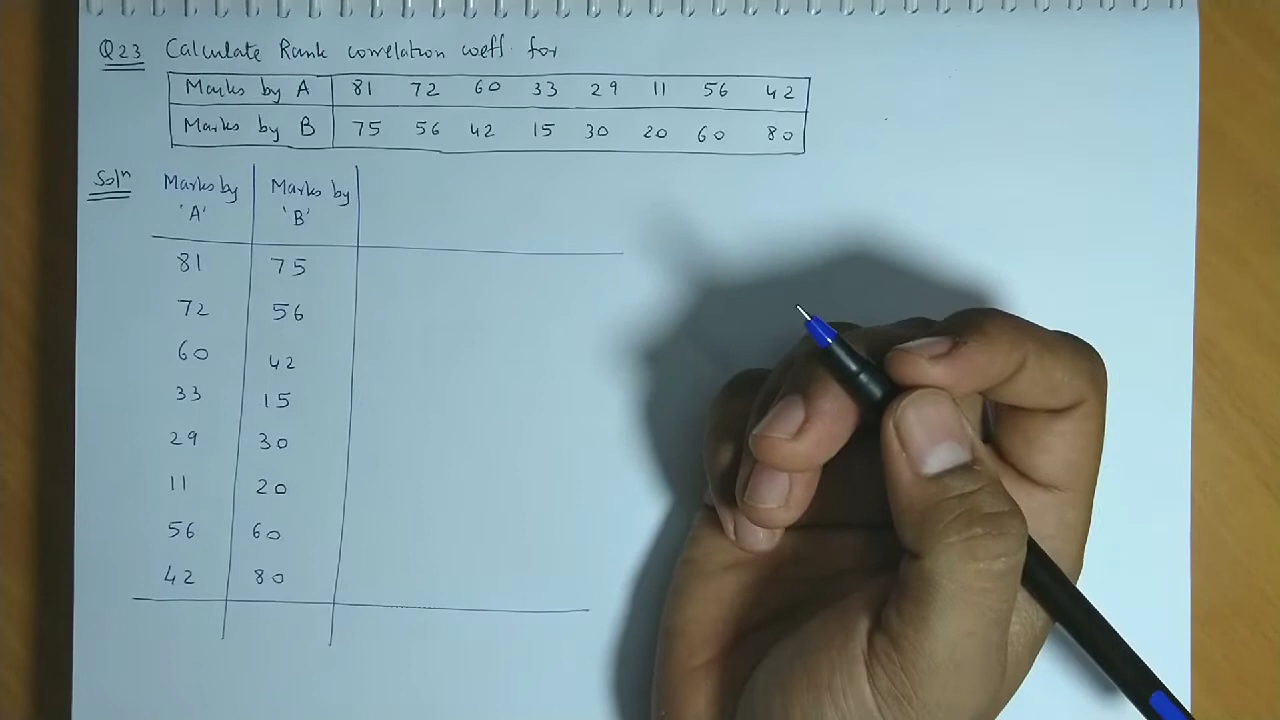 Q23 Calculate Rank correlation coeff. for
Marks by A 81 72 60 33 29 11 56 42
Marks by B 75 56 42 15 30 20 60 80
Solⁿ Marks by 'A' Marks by 'B'
81 75
72 56
60 42
33 15
29 30
11 20
56 60
42 80